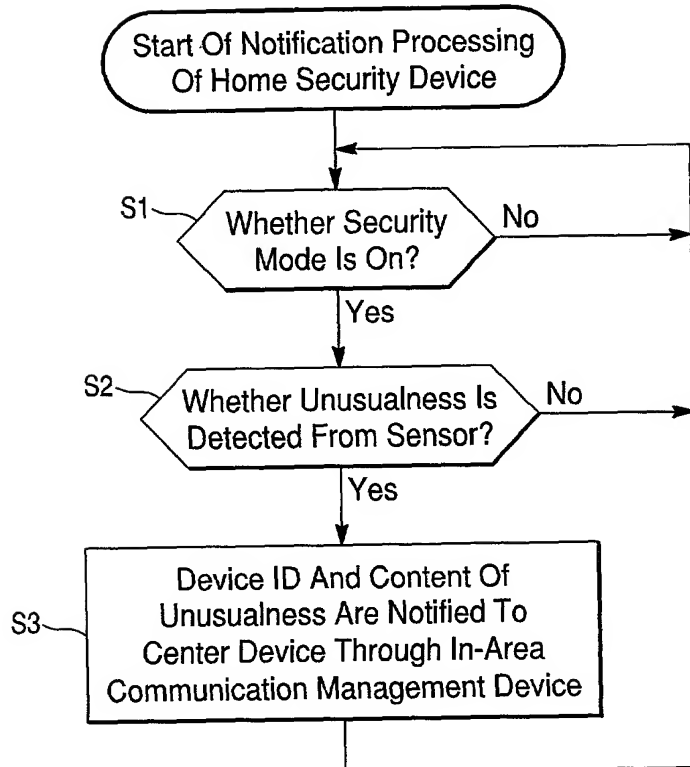 Start Of Notification Processing
Of Home Security Device
S1
Whether Security
Mode Is On?
No
Yes
S2
Whether Unusualness Is
Detected From Sensor?
No
Yes
S3
Device ID And Content Of
Unusualness Are Notified To
Center Device Through In-Area
Communication Management Device